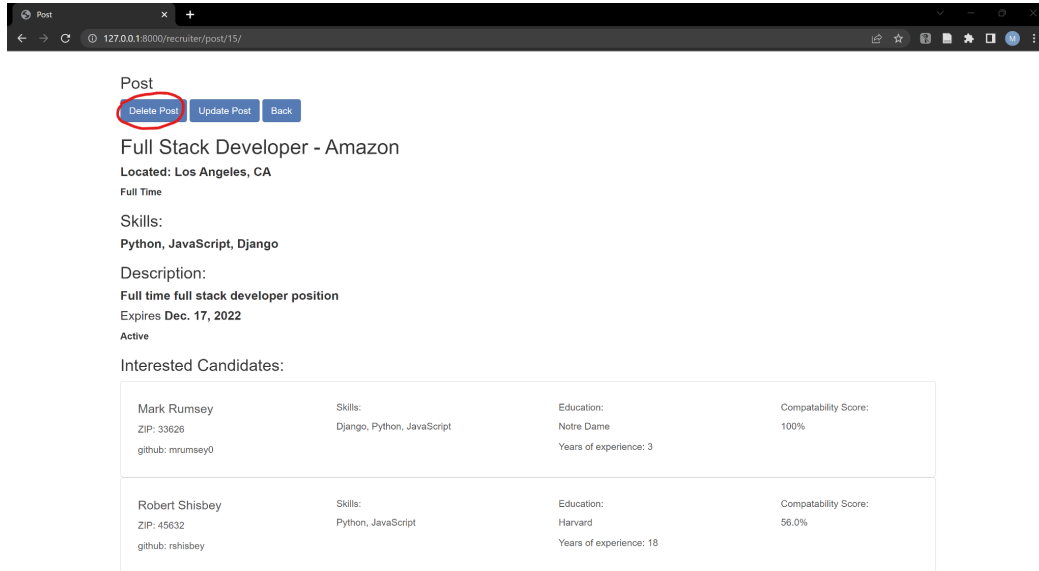 Post
127.0.0.1:8000/recruiter/post/15/
M
Post
Delete Post Update Post Back
Full Stack Developer - Amazon
Located: Los Angeles, CA
Full Time
Skills:
Python, JavaScript, Django
Description:
Full time full stack developer position
Expires Dec. 17, 2022
Active
Interested Candidates:
Mark Rumsey Skills: Education: Compatability Score:
ZIP: 33626 Django, Python, JavaScript Notre Dame 100%
github: mrumsey0 Years of experience: 3
Robert Shisbey Skills: Education: Compatability Score:
ZIP: 45632 Python, JavaScript Harvard 56.0%
github: rshisbey Years of experience: 18